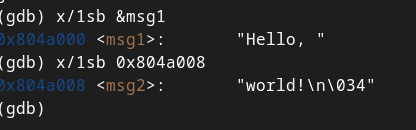 (gdb) x/1sb &msg1
0x804a000 <msg1>:       "Hello, "
(gdb) x/1sb 0x804a008
0x804a008 <msg2>:       "world!\n\034"
(gdb)